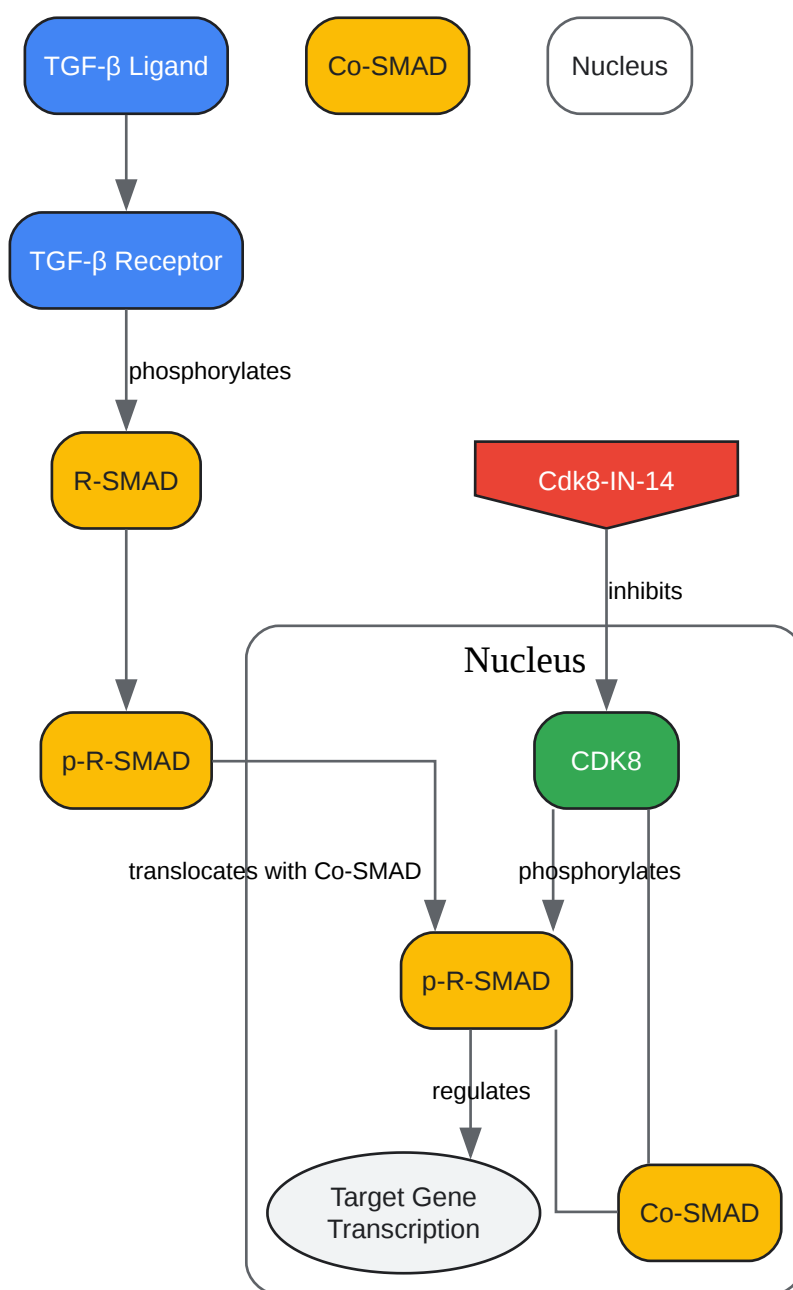 TGF-β Ligand
Co-SMAD
Nucleus
TGF-β Receptor
phosphorylates
R-SMAD
Cdk8-IN-14
inhibits
Nucleus
p-R-SMAD
CDK8
translocates with Co-SMAD
phosphorylates
p-R-SMAD
regulates
Target Gene
Transcription
Co-SMAD